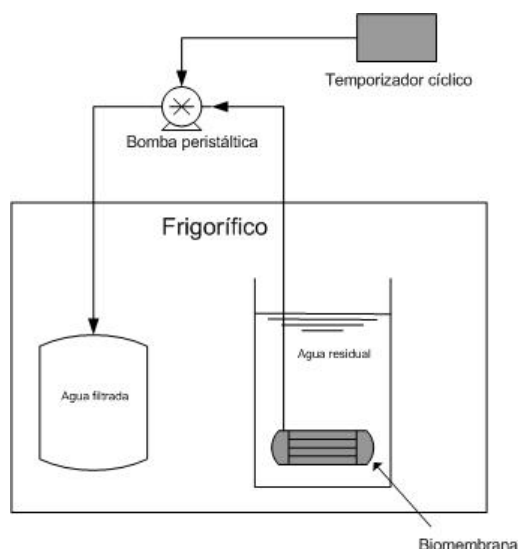 Temporizador cíclico
Bomba peristáltica
Frigorífico
Agua residual
Agua filtrada
Biomembrana